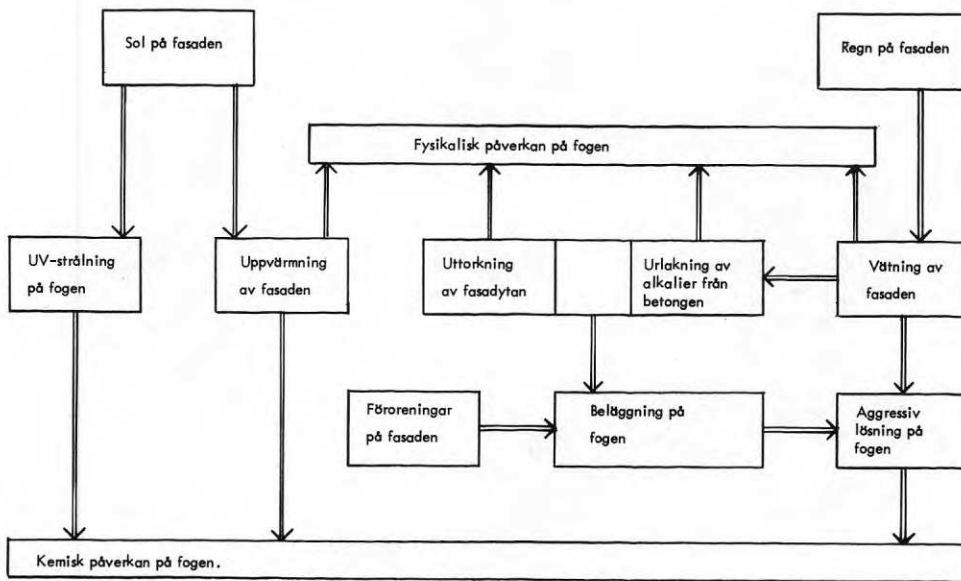 Sol på fasaden
Regn på fasaden
Fysikalisk påverkan på fogen
UV-strålning
på fogen
Uppvärmning
av fasaden
Uttorkning
av fasadytan
Urlakning av
alkalier från
betongen
Vätning av
fasaden
Föroreningar
på fasaden
Beläggning på
fogen
Aggressiv
lösning på
fogen
Kemisk påverkan på fogen.